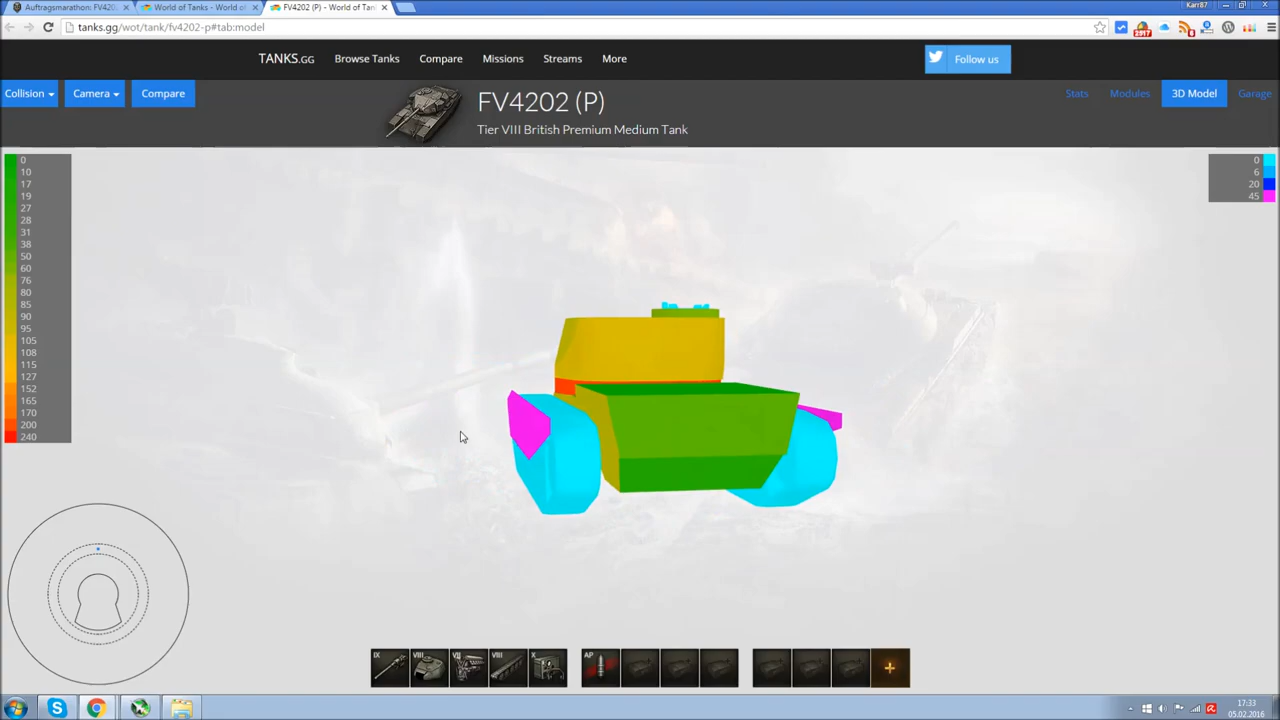 Auftragsmarathon: FV420.
World of Tanks - World of
FV4202 (P) - World of Tan
Karr87
tanks.gg/wot/tank/fv4202-p#tab:model
2017
TANKS.GG
Browse Tanks
Compare
Missions
Streams
More
Follow us
Collision
Camera
Compare
FV4202 (P)
Tier VIII British Premium Medium Tank
Stats
Modules
3D Model
Garage
0
10
17
19
27
28
31
38
50
60
76
80
85
90
95
105
108
115
127
152
165
170
200
240
0
6
20
45
IX
VIII
VII
VIII
X
AP
17:33
05.02.2016